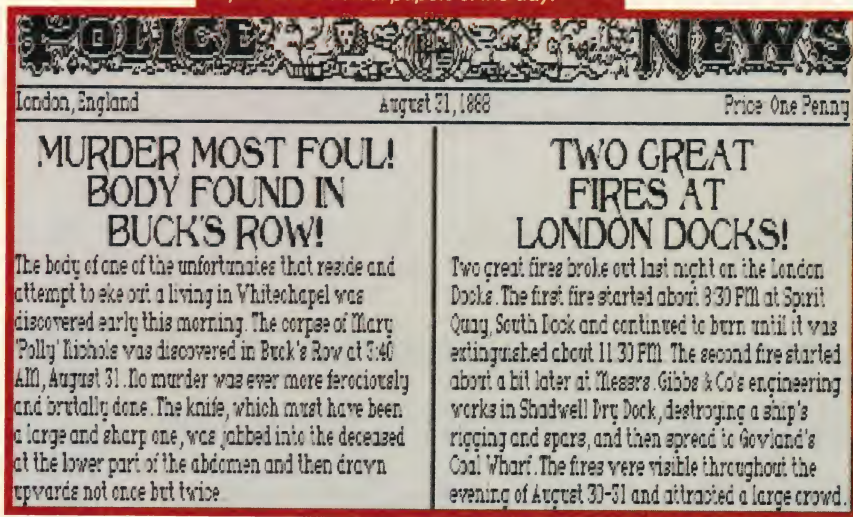 POLICE NEWS
London, England August 31, 1888 Price: One Penny
MURDER MOST FOUL!
BODY FOUND IN
BUCK'S ROW!
The body of one of the unfortunates that reside and
attempt to eke out a living in Whitechapel was
discovered early this morning. The corpse of Mary
'Polly' Nichols was discovered in Buck's Row at 3:40
AM, August 31. No murder was ever more ferociously
and brutally done. The knife, which must have been
a large and sharp one, was jabbed into the deceased
at the lower part of the abdomen and then drawn
upwards not once but twice.
TWO GREAT
FIRES AT
LONDON DOCKS!
Two great fires broke out last night on the London
Docks. The first fire started about 8:30 PM at Spirit
Quay, South Dock and continued to burn until it was
extinguished about 11:30 PM. The second fire started
about a bit later at Messrs. Gibbs & Co's engineering
works in Shadwell Dry Dock, destroying a ship's
rigging and spars, and then spread to Gowland's
Coal Wharf. The fires were visible throughout the
evening of August 30-31 and attracted a large crowd.